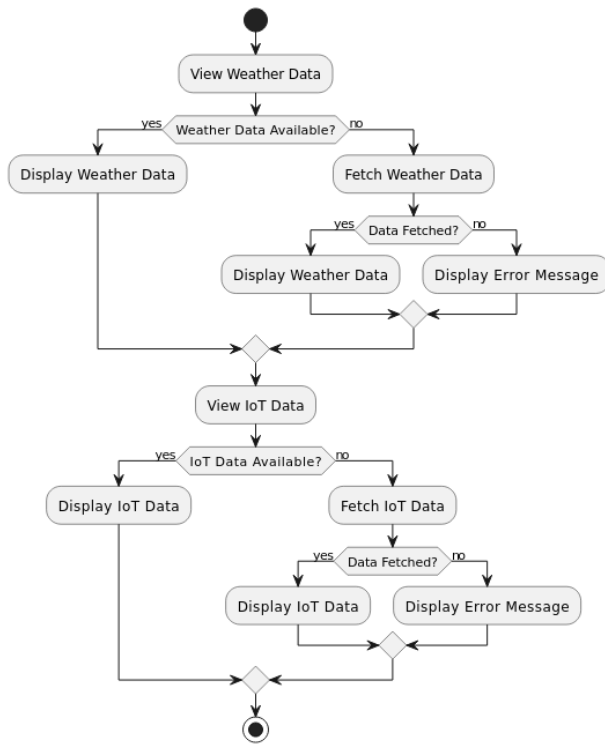 View Weather Data
yes
Weather Data Available?
no
Display Weather Data
Fetch Weather Data
yes
Data Fetched?
no
Display Weather Data
Display Error Message
View IoT Data
yes
IoT Data Available?
no
Display IoT Data
Fetch IoT Data
yes
Data Fetched?
no
Display IoT Data
Display Error Message